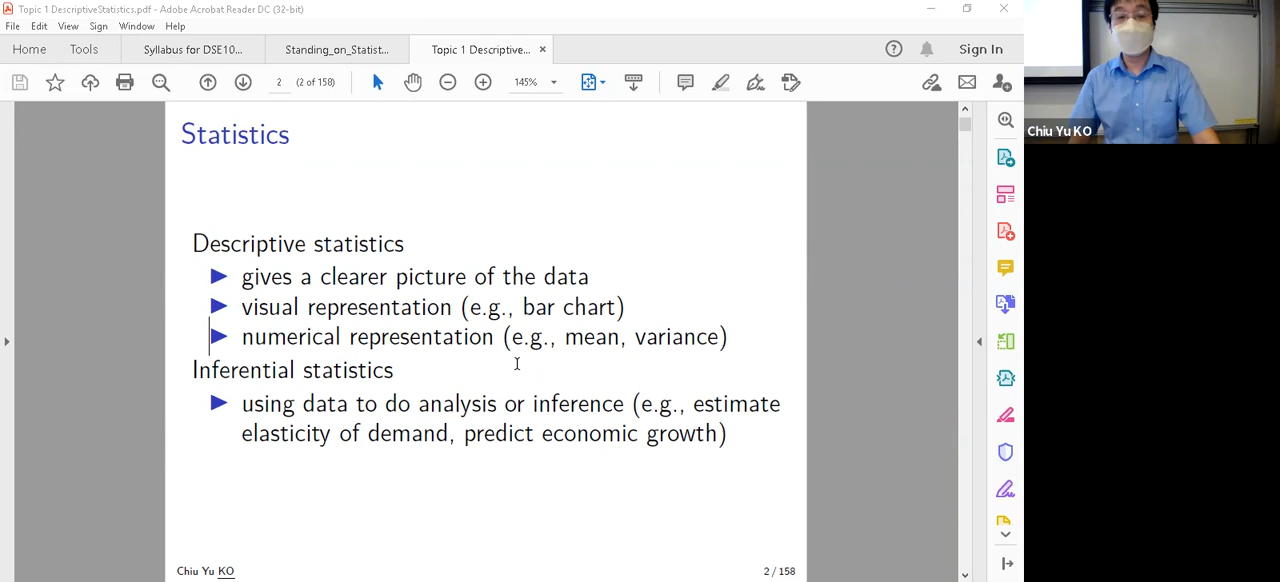 Topic 1 DescriptiveStatistics.pdf - Adobe Acrobat Reader DC (32-bit)
File Edit View Sign Window Help
Home Tools Syllabus for DSE10... Standing_on_Statist... Topic 1 Descriptive... × Sign In
2 (2 of 158) 145%
Statistics
Descriptive statistics
▶ gives a clearer picture of the data
▶ visual representation (e.g., bar chart)
▶ numerical representation (e.g., mean, variance)
Inferential statistics
▶ using data to do analysis or inference (e.g., estimate
elasticity of demand, predict economic growth)
Chiu Yu KO 2 / 158
Chiu Yu KO